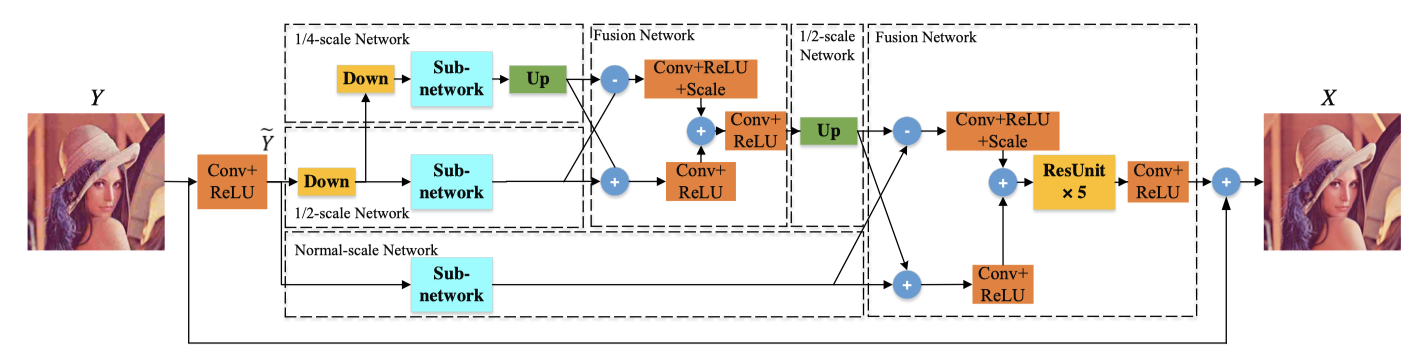 Y
Conv+
ReLU
Ỹ
1/4-scale Network
Down
Sub-
network
Up
1/2-scale Network
Down
Sub-
network
Normal-scale Network
Sub-
network
Fusion Network
-
Conv+ReLU
+Scale
+
Conv+
ReLU
+
Conv+
ReLU
1/2-scale
Network
Up
Fusion Network
-
Conv+ReLU
+Scale
+
ResUnit
× 5
Conv+
ReLU
+
Conv+
ReLU
+
X